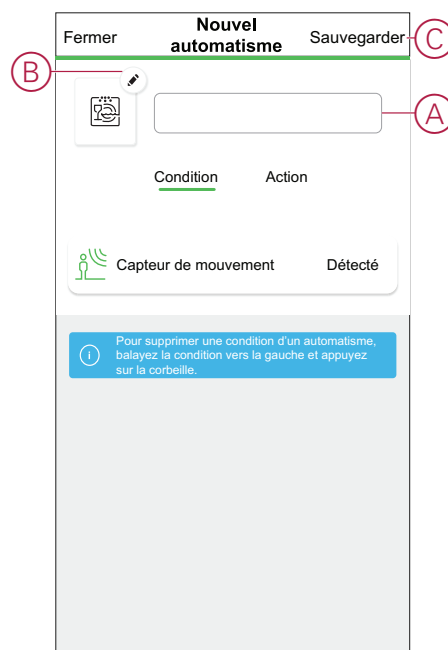 Fermer
Nouvel
automatisme
Sauvegarder
C
B
A
Condition
Action
Capteur de mouvement
Détecté
i
Pour supprimer une condition d'un automatisme,
balayez la condition vers la gauche et appuyez
sur la corbeille.